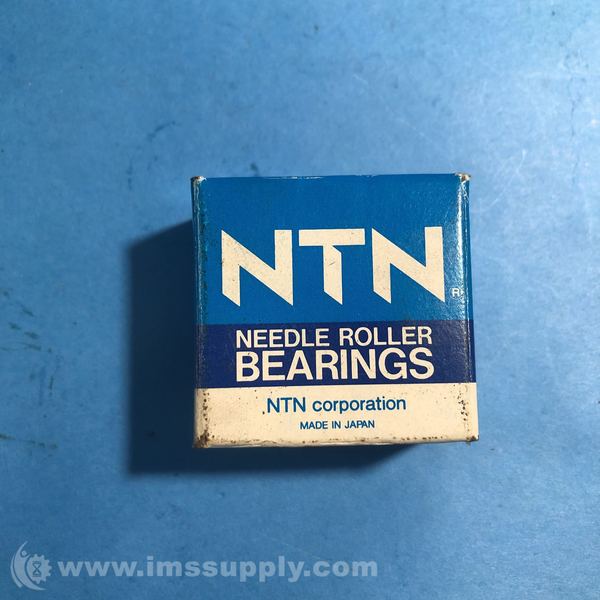 NTN
R
NEEDLE ROLLER
BEARINGS
NTN corporation
MADE IN JAPAN
www.imssupply.com